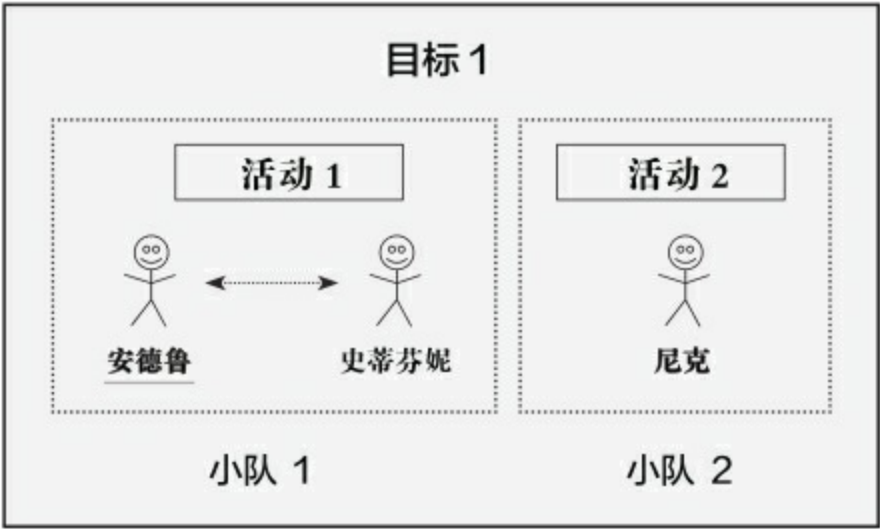 目标 1
活动 1
活动 2
安德鲁
史蒂芬妮
尼克
小队 1
小队 2